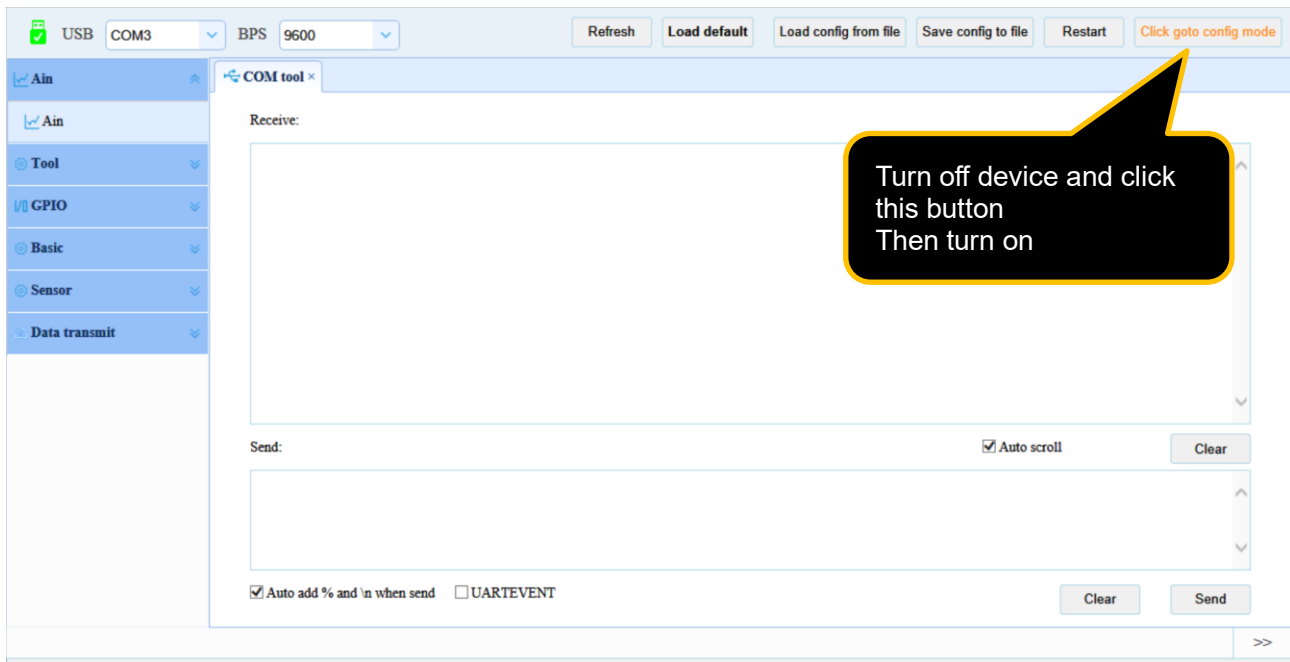 USB COM3 BPS 9600 Refresh Load default Load config from file Save config to file Restart Click goto config mode
Ain
COM tool ×
Ain
Receive:
Tool
GPIO
Basic
Sensor
Data transmit
Turn off device and click
this button
Then turn on
Send:
Auto scroll
Clear
Auto add % and \n when send
UARTEVENT
Clear
Send
>>